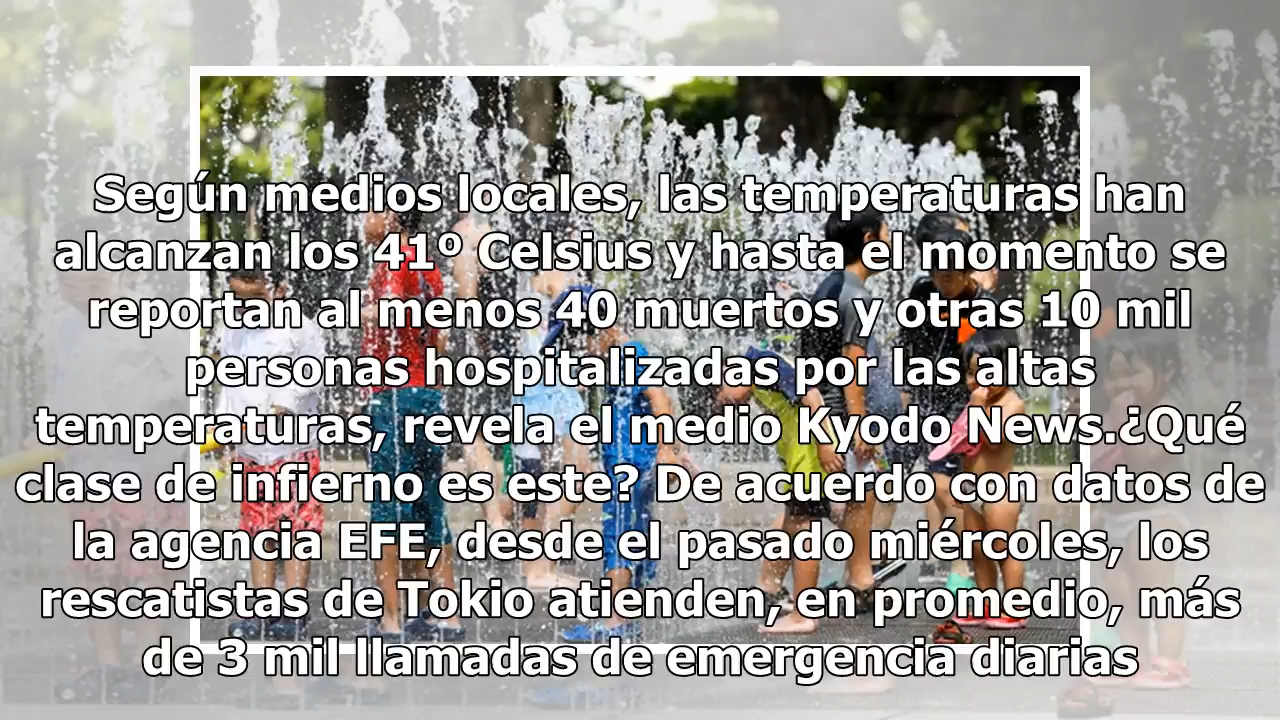 Según medios locales, las temperaturas han
alcanzan los 41º Celsius y hasta el momento se
reportan al menos 40 muertos y otras 10 mil
personas hospitalizadas por las altas
temperaturas, revela el medio Kyodo News.¿Qué
clase de infierno es este? De acuerdo con datos de
la agencia EFE, desde el pasado miércoles, los
rescatistas de Tokio atienden, en promedio, más
de 3 mil llamadas de emergencia diarias